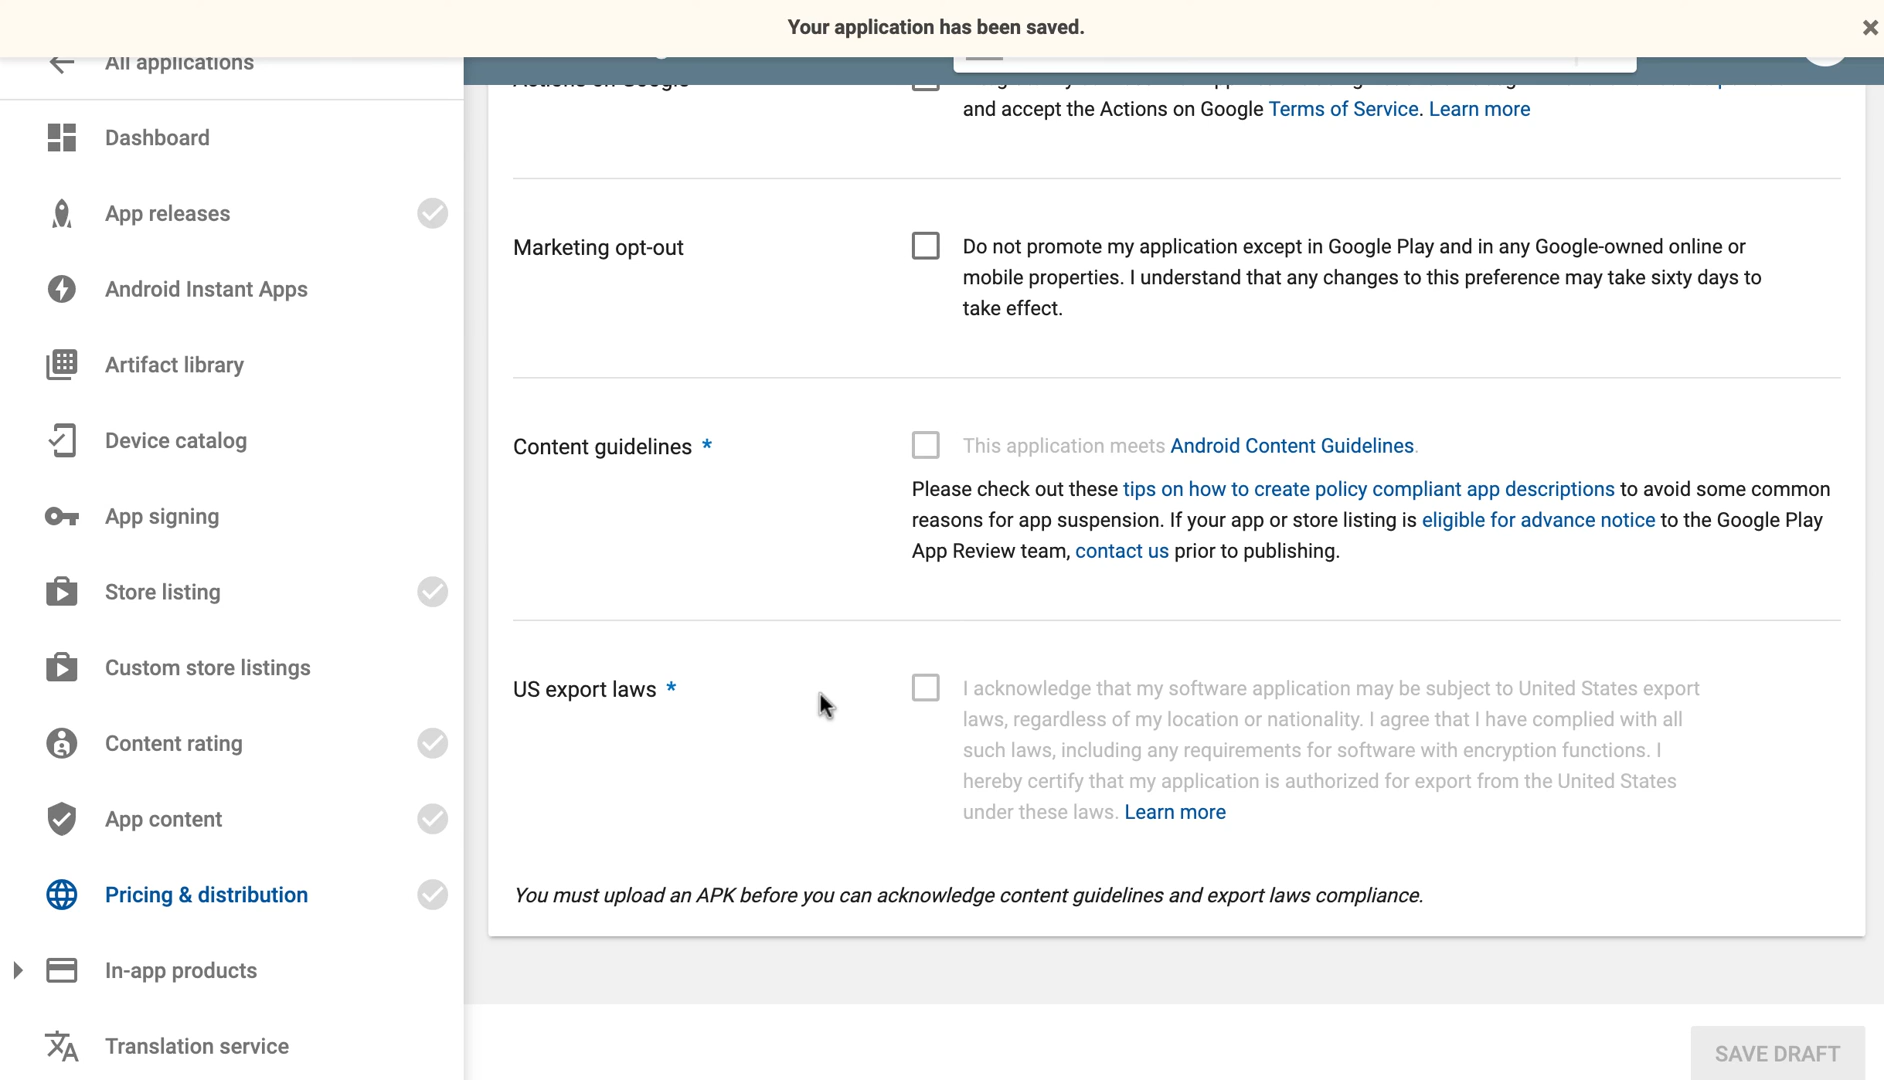 Your application has been saved.
All applications
Dashboard
App releases
Android Instant Apps
Artifact library
Device catalog
App signing
Store listing
Custom store listings
Content rating
App content
Pricing & distribution
In-app products
Translation service
and accept the Actions on Google Terms of Service. Learn more
Marketing opt-out
Do not promote my application except in Google Play and in any Google-owned online or
mobile properties. I understand that any changes to this preference may take sixty days to
take effect.
Content guidelines *
This application meets Android Content Guidelines.
Please check out these tips on how to create policy compliant app descriptions to avoid some common
reasons for app suspension. If your app or store listing is eligible for advance notice to the Google Play
App Review team, contact us prior to publishing.
US export laws *
I acknowledge that my software application may be subject to United States export
laws, regardless of my location or nationality. I agree that I have complied with all
such laws, including any requirements for software with encryption functions. I
hereby certify that my application is authorized for export from the United States
under these laws. Learn more
You must upload an APK before you can acknowledge content guidelines and export laws compliance.
SAVE DRAFT